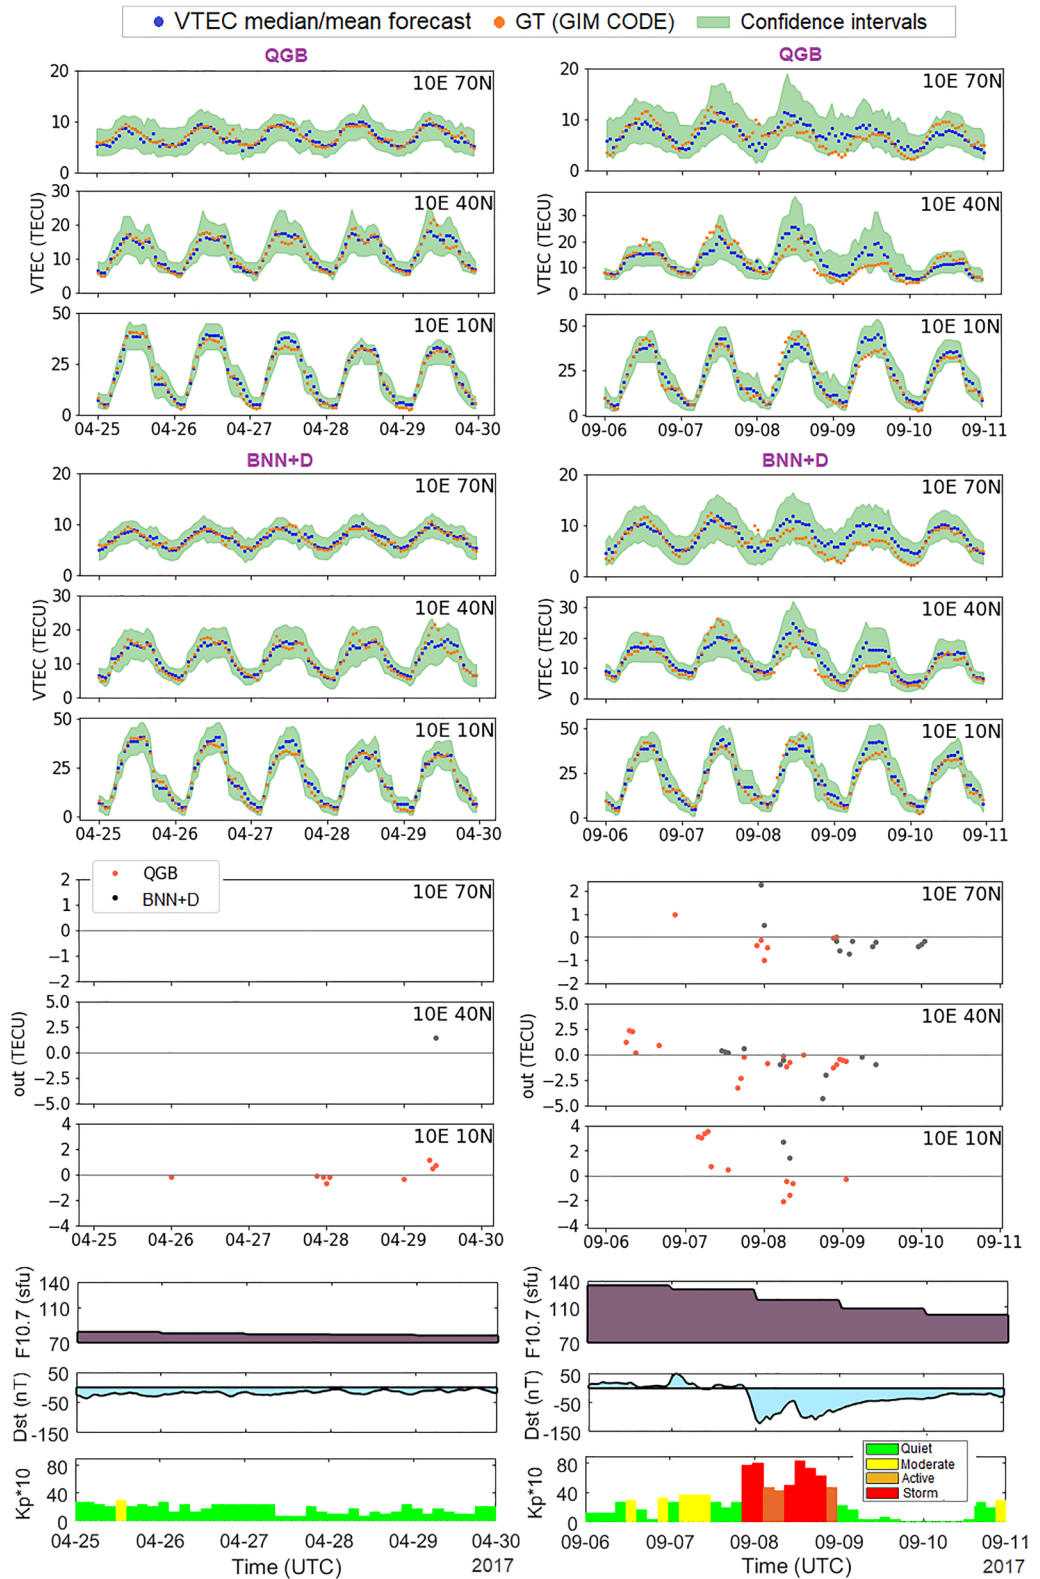 VTEC median/mean forecast GT (GIM CODE) Confidence intervals
QGB QGB
20 10E 70N 20 10E 70N
10 10
0 0
VTEC (TECU) VTEC (TECU)
30 10E 40N 10E 40N
30
20 20
10 10
0 0
50 10E 10N 50 10E 10N
25 25
0 0
04-25 04-26 04-27 04-28 04-29 04-30 09-06 09-07 09-08 09-09 09-10 09-11
BNN+D BNN+D
20 10E 70N 20 10E 70N
10 10
0 0
VTEC (TECU) VTEC (TECU)
30 10E 40N 30 10E 40N
20 20
10 10
0 0
50 10E 10N 50 10E 10N
25 25
0 0
04-25 04-26 04-27 04-28 04-29 04-30 09-06 09-07 09-08 09-09 09-10 09-11
QGB
BNN+D
2 10E 70N 2 10E 70N
1 1
0 0
−1 −1
−2 −2
out (TECU) out (TECU)
5.0 10E 40N 5.0 10E 40N
2.5 2.5
0.0 0.0
−2.5 −2.5
−5.0 −5.0
4 10E 10N 4 10E 10N
2 2
0 0
−2 −2
−4 −4
04-25 04-26 04-27 04-28 04-29 04-30 09-06 09-07 09-08 09-09 09-10 09-11
F10.7 (sfu) F10.7 (sfu)
140 140
110 110
70 70
Dst (nT) Dst (nT)
50 50
-50 -50
-150 -150
Kp*10 Kp*10
80 80
40 40
0 0
Quiet
Moderate
Active
Storm
04-25 04-26 04-27 04-28 04-29 04-30 09-06 09-07 09-08 09-09 09-10 09-11
Time (UTC) 2017 Time (UTC) 2017